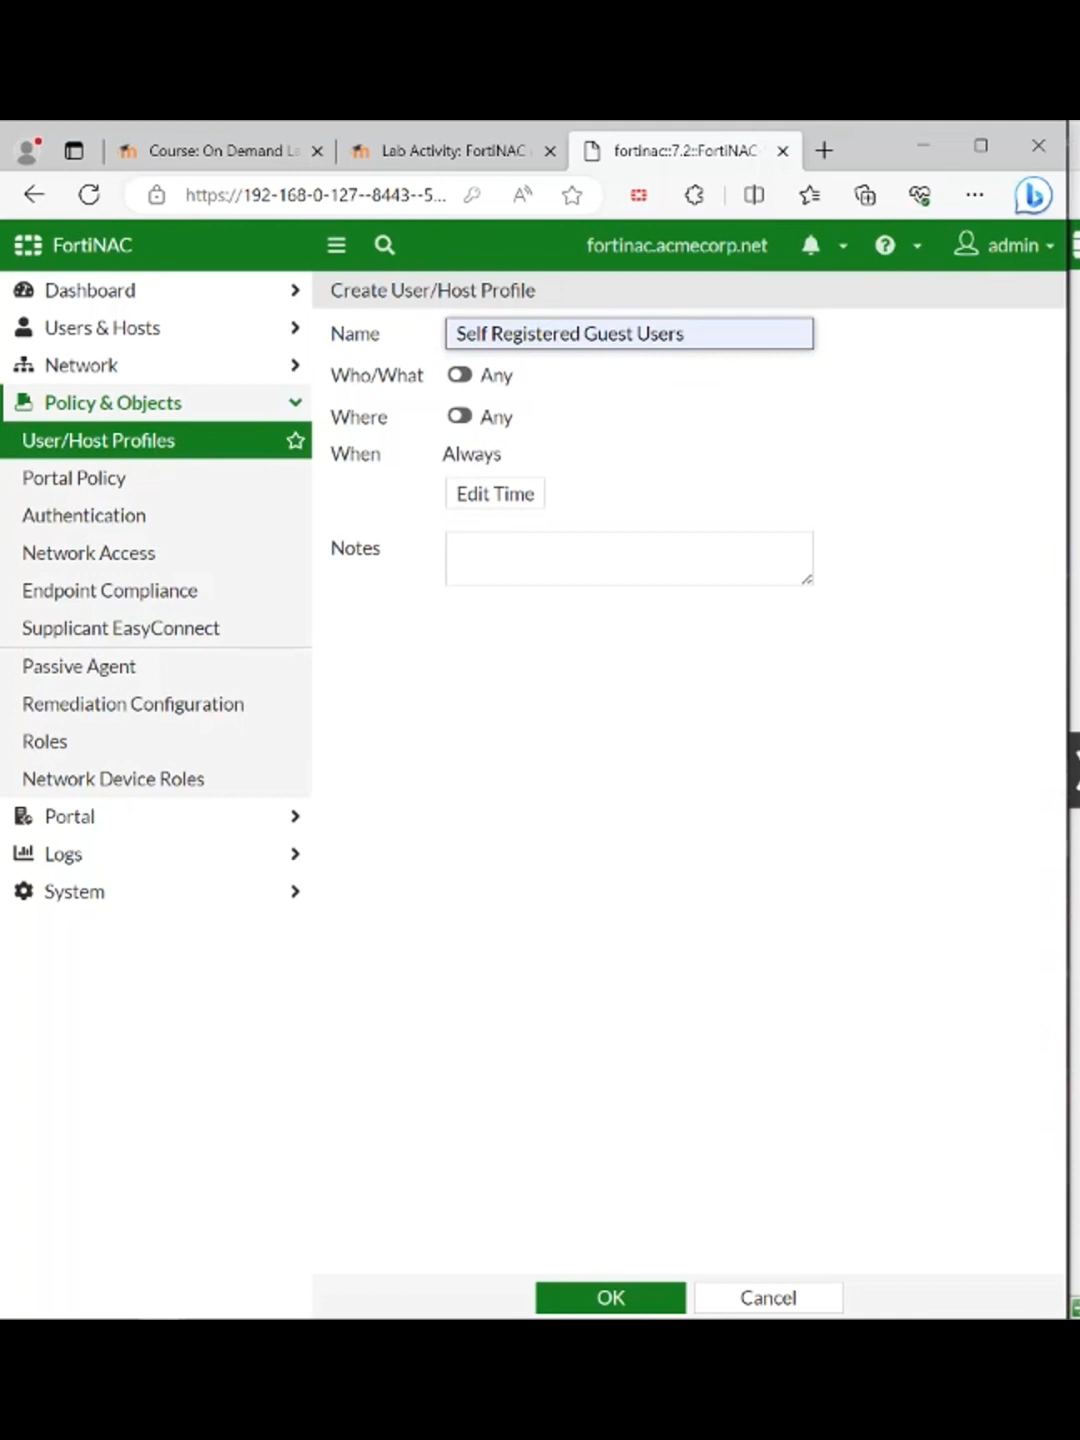 Course: On Demand La
Lab Activity: FortiNAC
fortinac::7.2::FortiNAC
https://192-168-0-127--8443--5...
FortiNAC
fortinac.acmecorp.net
admin
Dashboard
Users & Hosts
Network
Policy & Objects
User/Host Profiles
Portal Policy
Authentication
Network Access
Endpoint Compliance
Supplicant EasyConnect
Passive Agent
Remediation Configuration
Roles
Network Device Roles
Portal
Logs
System
Create User/Host Profile
Name Self Registered Guest Users
Who/What Any
Where Any
When Always
Edit Time
Notes
OK Cancel